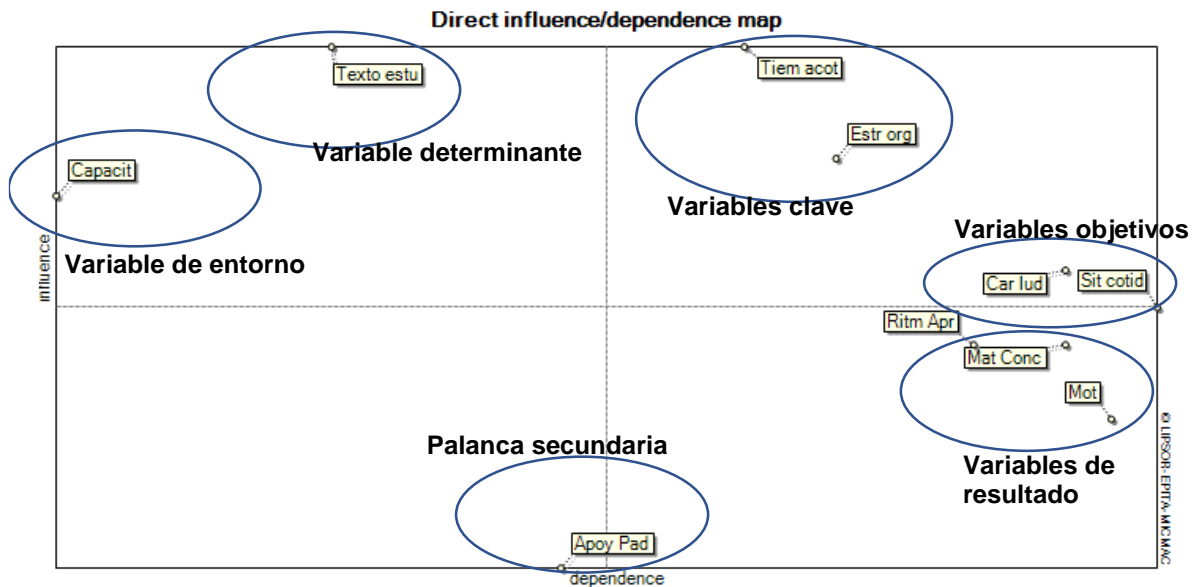 Direct influence/dependence map
Texto estu
Tiem acot
Estr org
Variable determinante
Capacit
Variables clave
Variables objetivos
Variable de entorno
influence
Car lud
Sit cotid
Ritm Apr
Mat Conc
Mot
Palanca secundaria
Variables de
resultado
Apoy Pad
dependence
© LIPSOR-EPITA-MICMAC